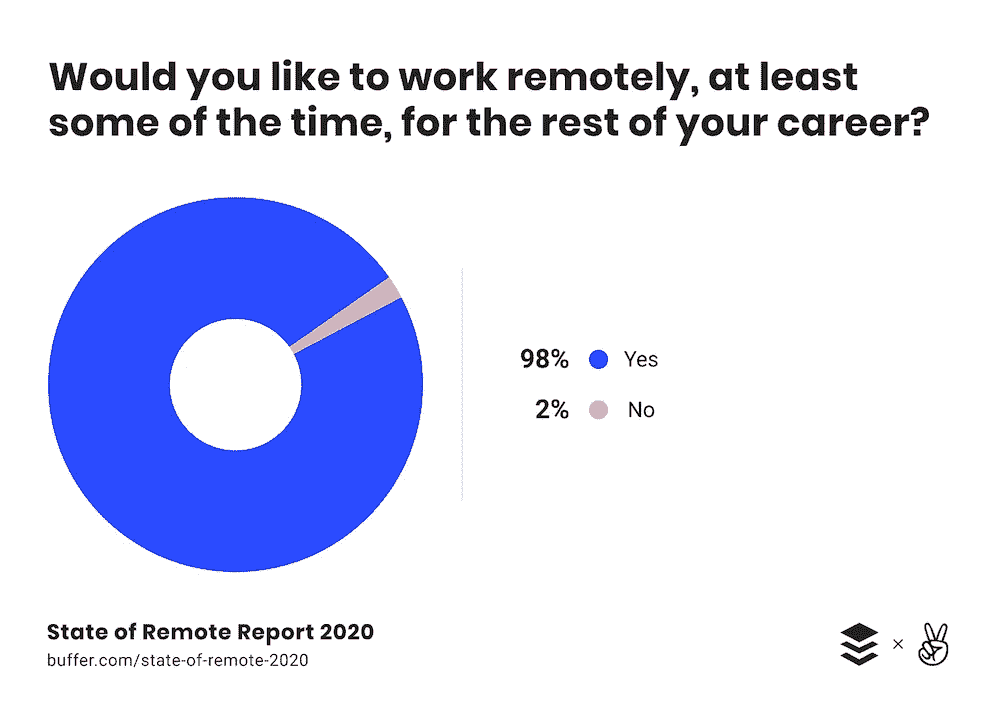 Would you like to work remotely, at least
some of the time, for the rest of your career?
98% Yes
2% No
State of Remote Report 2020
buffer.com/state-of-remote-2020
×